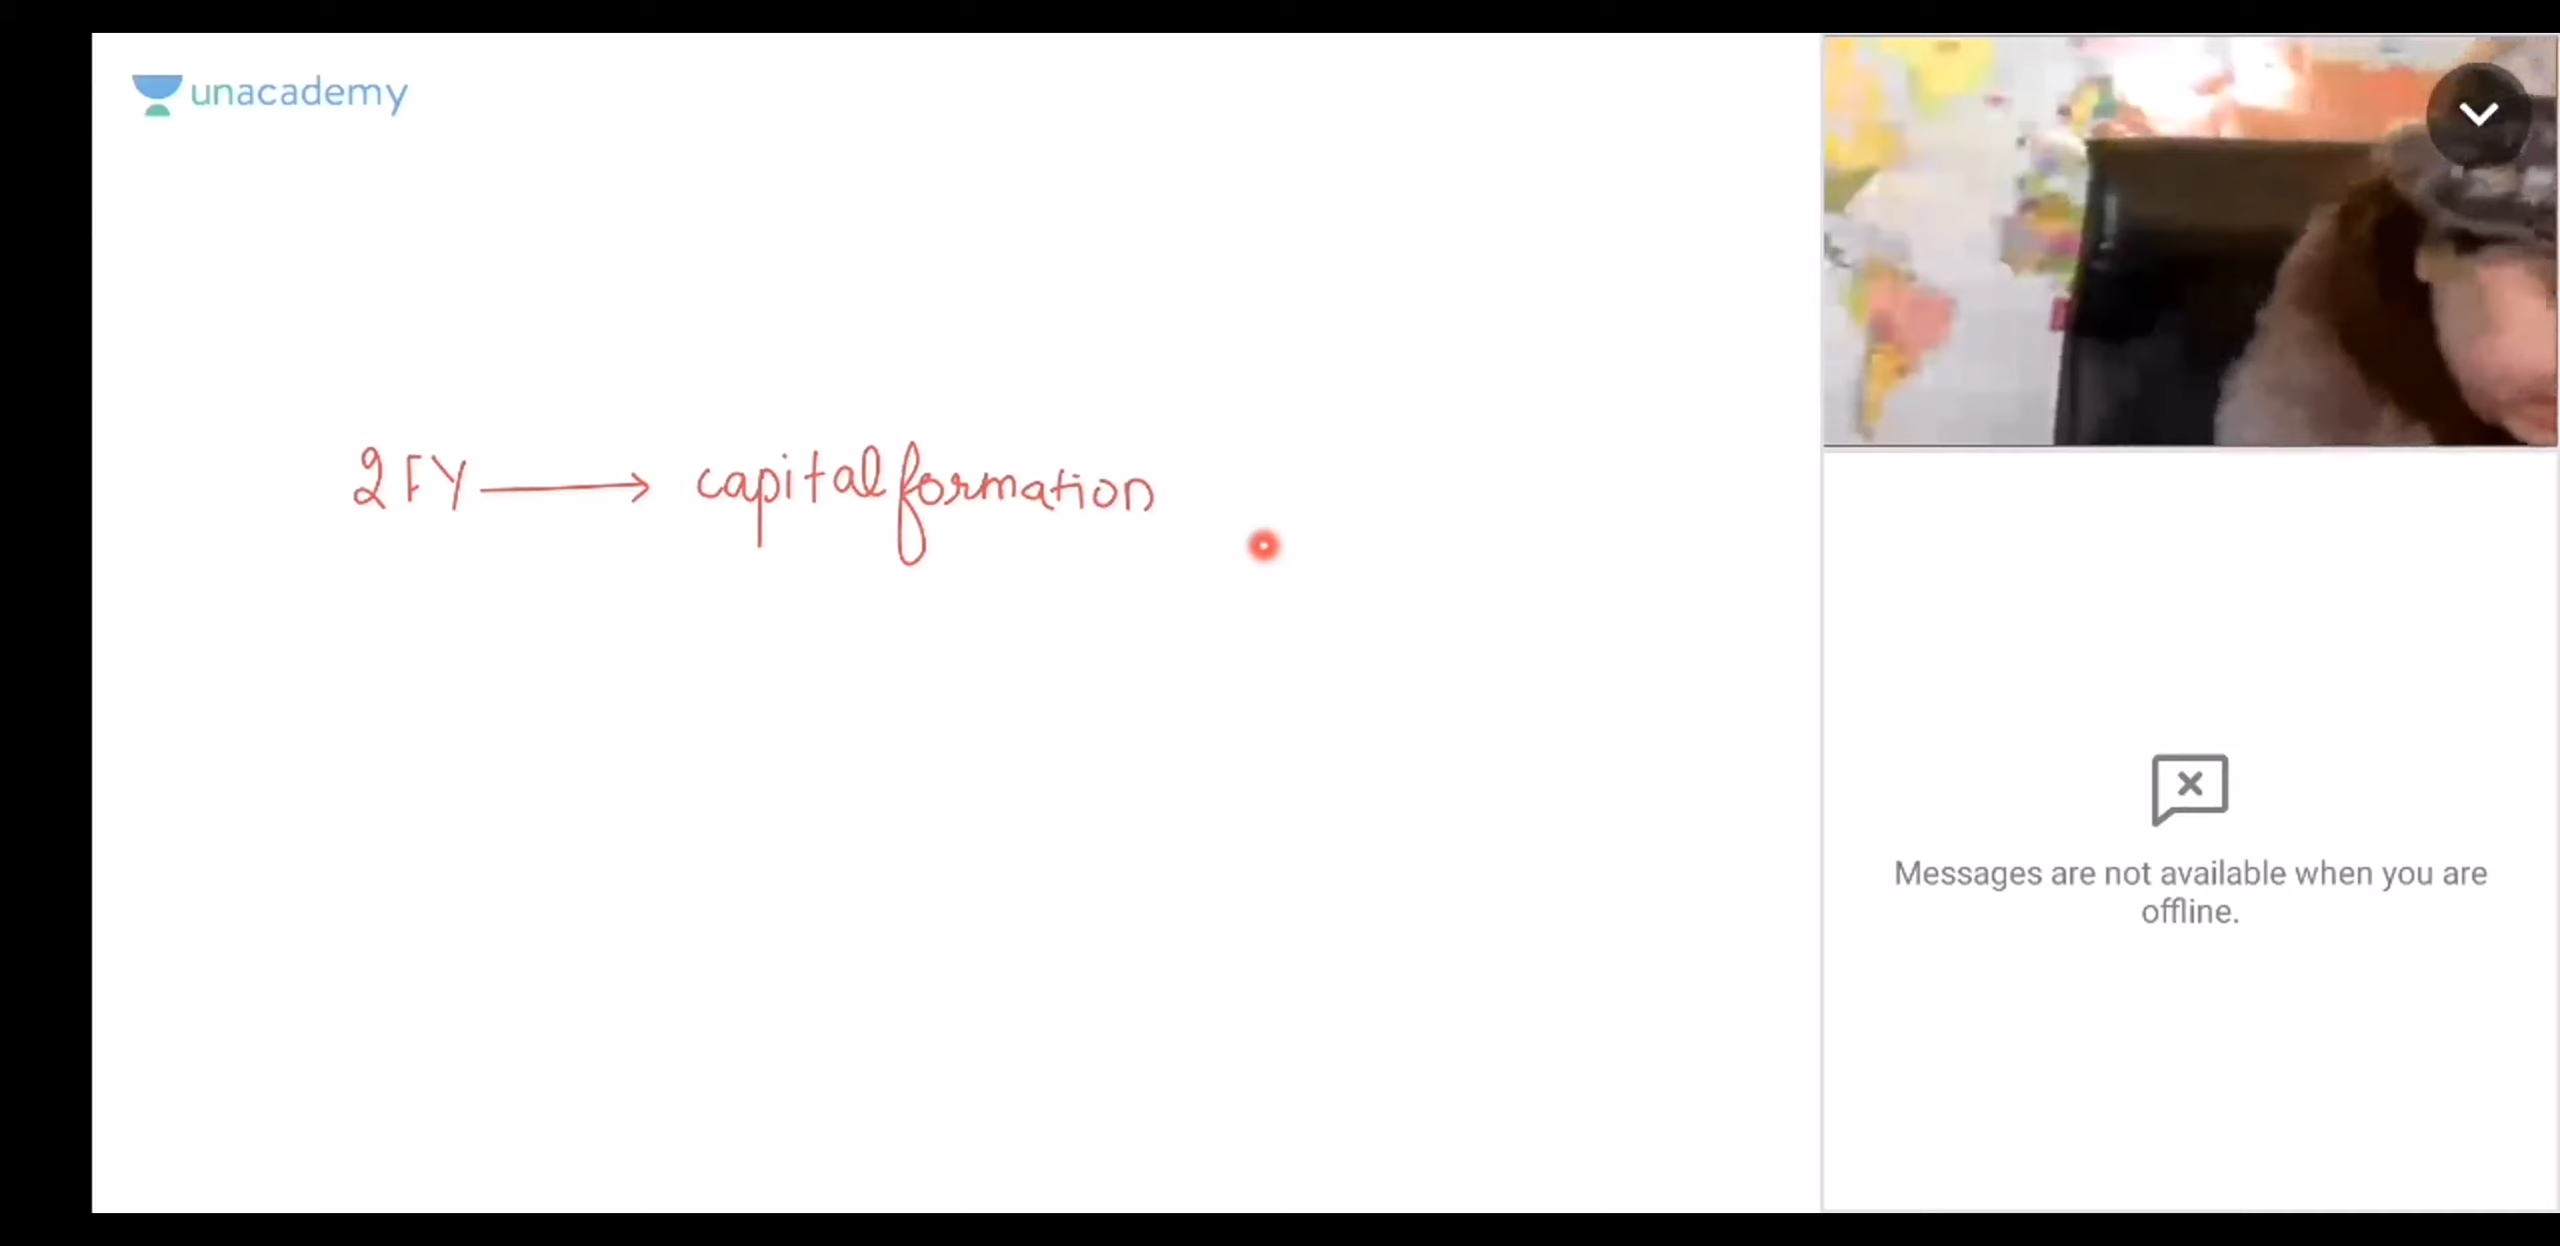 unacademy
2FY → capital formation
Messages are not available when you are
offline.